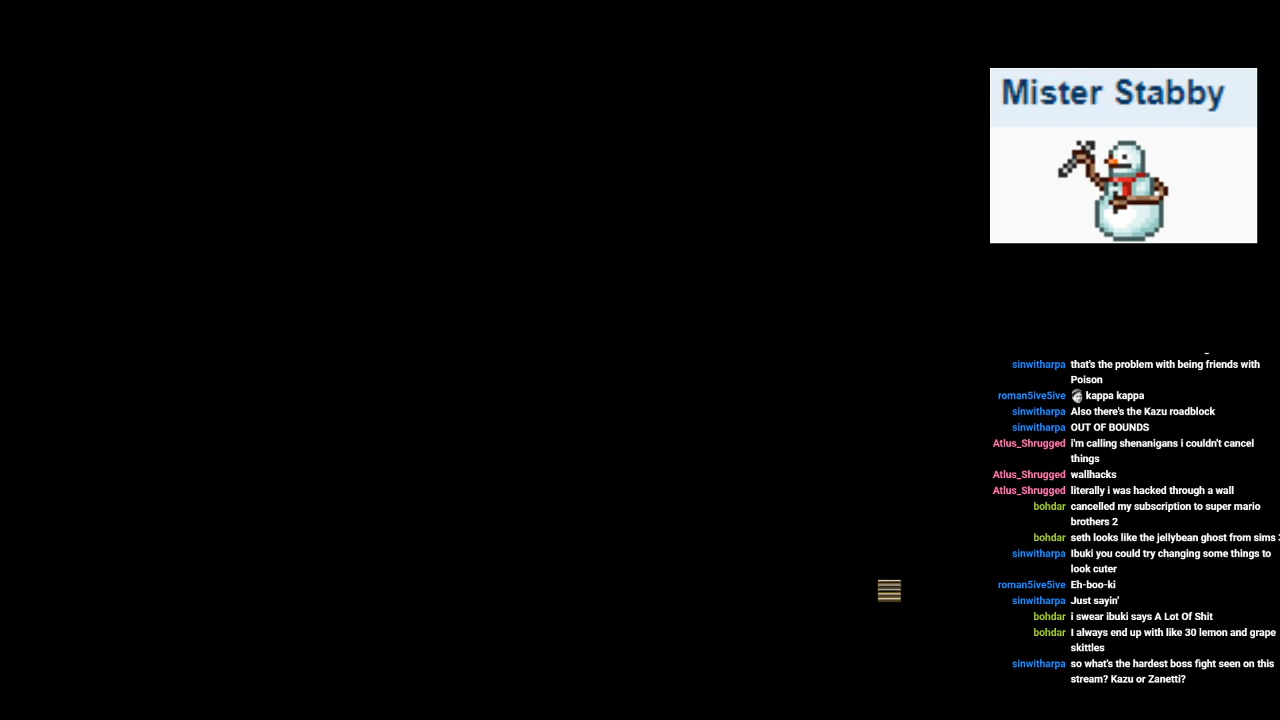 Mister Stabby
sinwitharpa that's the problem with being friends with
Poison
roman5ive5ive kappa kappa
sinwitharpa Also there's the Kazu roadblock
sinwitharpa OUT OF BOUNDS
Atlus_Shrugged i'm calling shenanigans i couldn't cancel
things
Atlus_Shrugged wallhacks
Atlus_Shrugged literally i was hacked through a wall
bohdar cancelled my subscription to super mario
brothers 2
bohdar seth looks like the jellybean ghost from sims
sinwitharpa Ibuki you could try changing some things to
look cuter
roman5ive5ive Eh-boo-ki
sinwitharpa Just sayin'
bohdar i swear ibuki says A Lot Of Shit
bohdar I always end up with like 30 lemon and grape
skittles
sinwitharpa so what's the hardest boss fight seen on this
stream? Kazu or Zanetti?